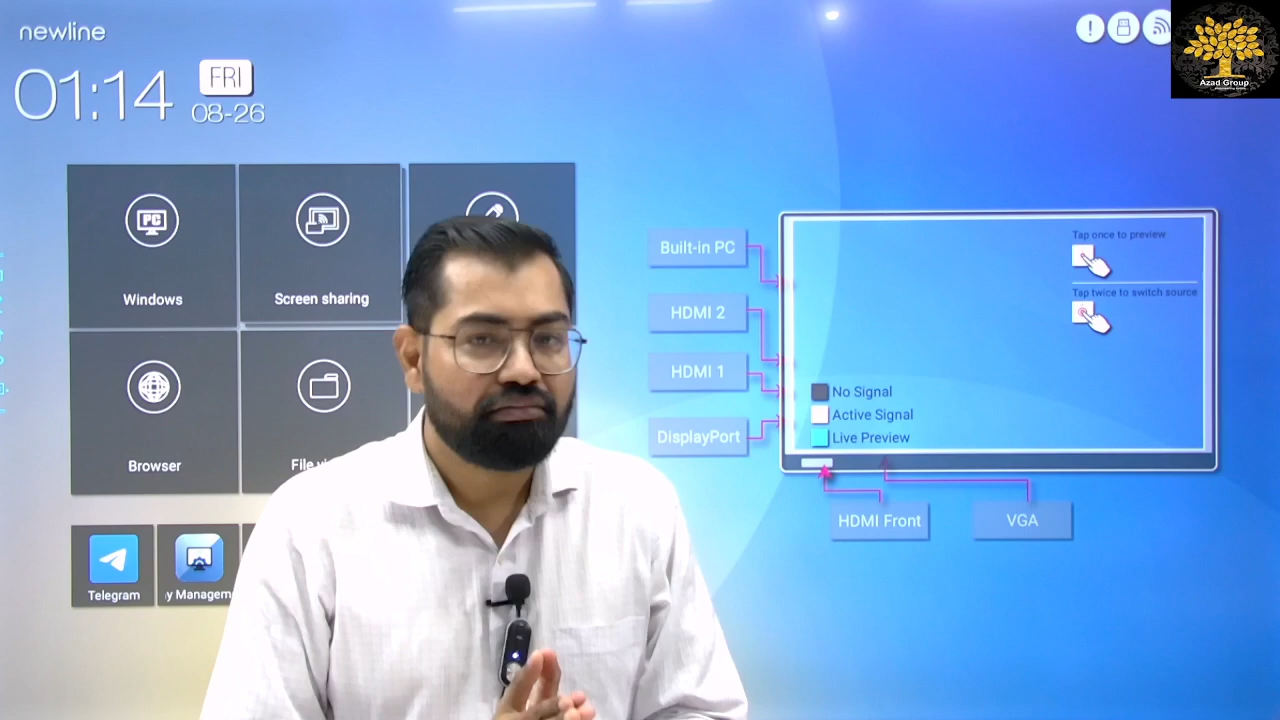 newline
01:14
FRI
08-26
Azad Group
PC
Windows
Screen sharing
Browser
Telegram
Built-in PC
HDMI 2
HDMI 1
DisplayPort
Tap once to preview
Tap twice to switch source
No Signal
Active Signal
Live Preview
HDMI Front
VGA